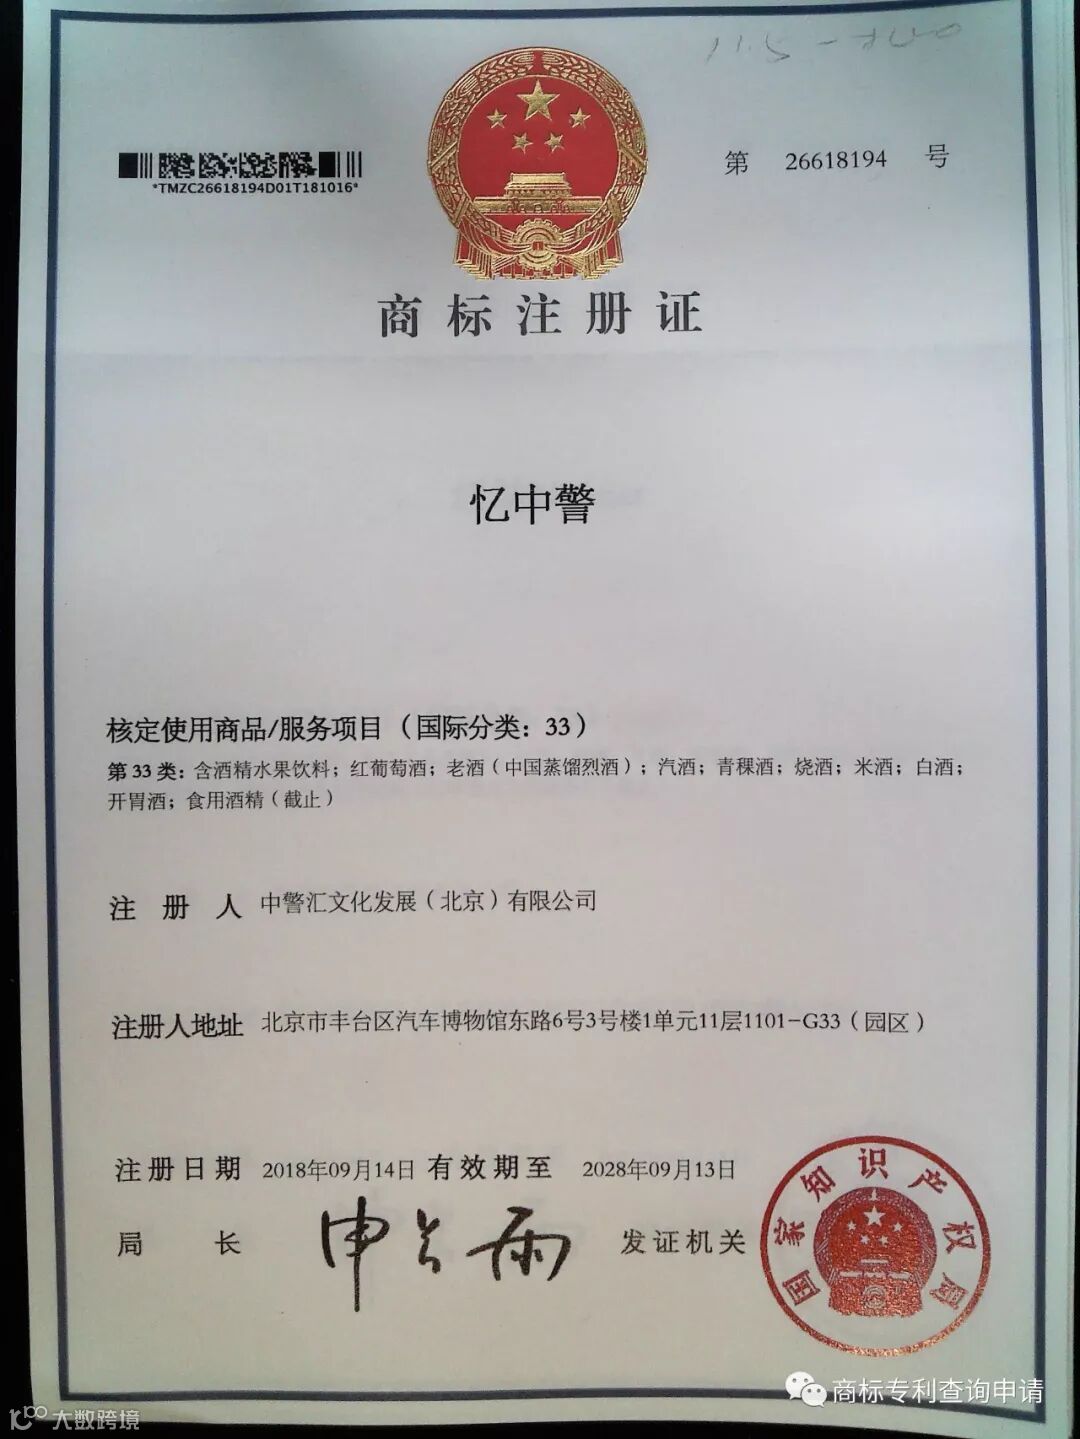 第 26618194 号
*TMZC26618194D01T181016*
商标注册证
忆中警
核定使用商品/服务项目（国际分类：33）
第 33 类：含酒精水果饮料；红葡萄酒；老酒（中国蒸馏烈酒）；汽酒；青稞酒；烧酒；米酒；白酒；
开胃酒；食用酒精（截止）
注册人 中警汇文化发展（北京）有限公司
注册人地址 北京市丰台区汽车博物馆东路6号3号楼1单元11层1101-G33（园区）
注册日期 2018年09月14日 有效期至 2028年09月13日
局长 申长雨 发证机关
国家知识产权局
商标专利查询申请
大数跨境